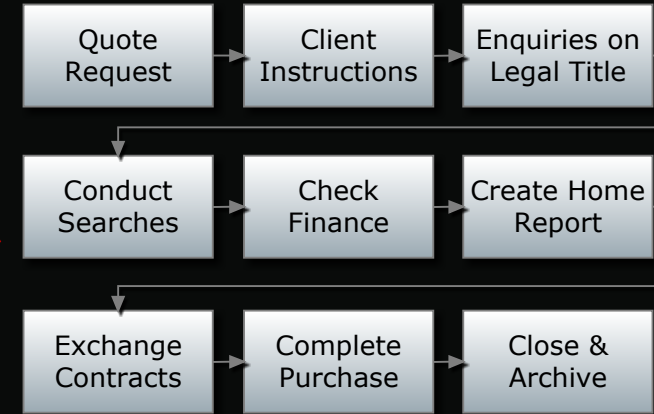 Quote
Request
Client
Instructions
Enquiries on
Legal Title
Conduct
Searches
Check
Finance
Create Home
Report
Exchange
Contracts
Complete
Purchase
Close &
Archive